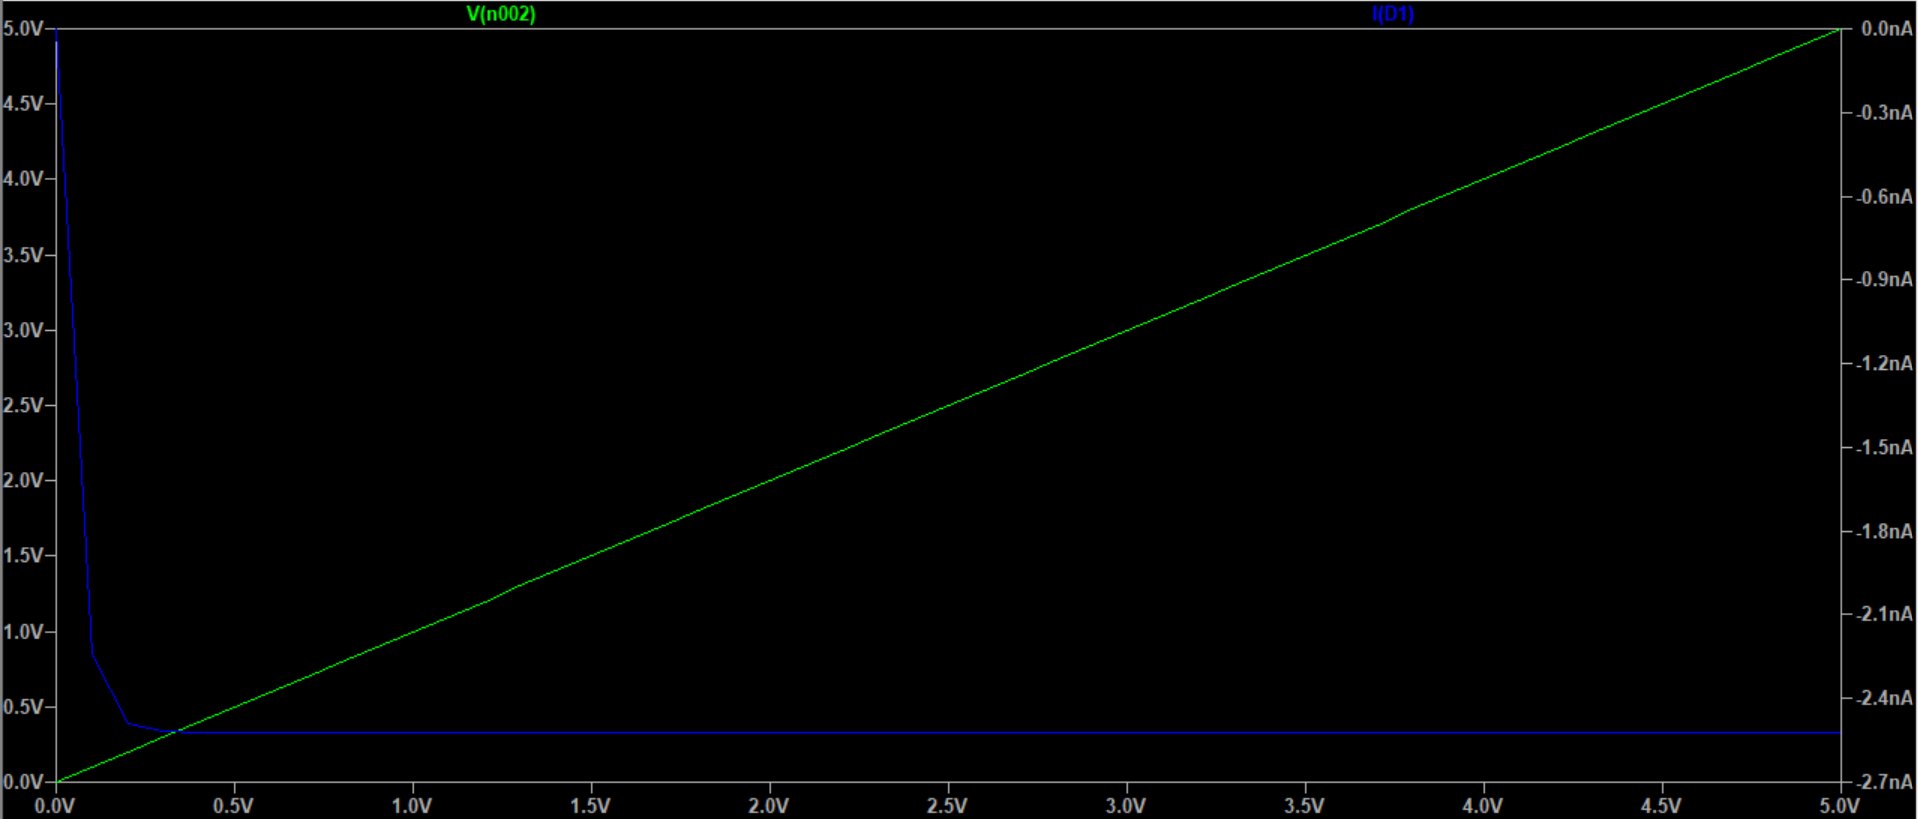 V(n002) I(D1)
5.0V 0.0nA
4.5V -0.3nA
4.0V -0.6nA
3.5V -0.9nA
3.0V -1.2nA
2.5V -1.5nA
2.0V -1.8nA
1.5V -2.1nA
1.0V -2.4nA
0.5V -2.7nA
0.0V
0.0V 0.5V 1.0V 1.5V 2.0V 2.5V 3.0V 3.5V 4.0V 4.5V 5.0V